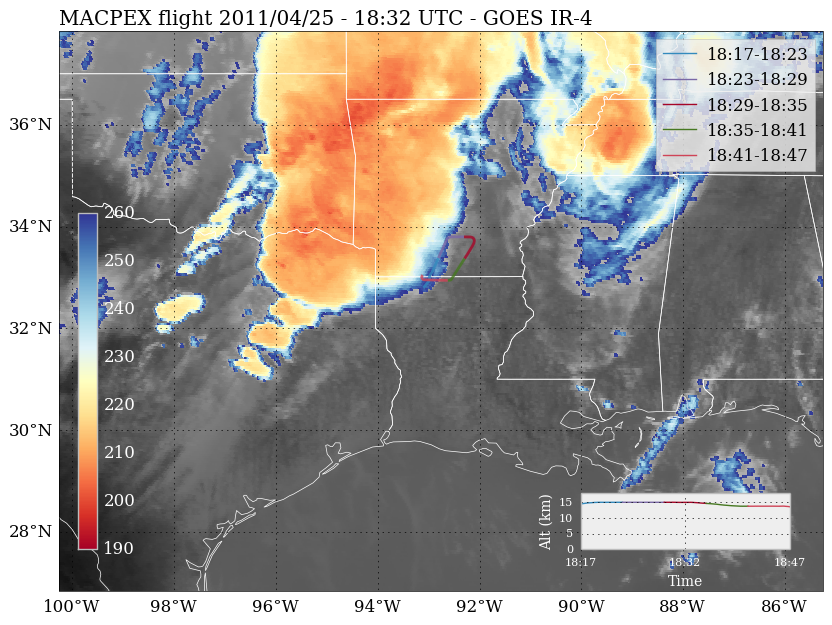 MACPEX flight 2011/04/25 - 18:32 UTC - GOES IR-4
18:17-18:23
18:23-18:29
18:29-18:35
18:35-18:41
18:41-18:47
36°N
34°N
32°N
30°N
28°N
260
250
240
230
220
210
200
190
Alt (km)
15
10
5
0
18:17 18:32 18:47
Time
100°W 98°W 96°W 94°W 92°W 90°W 88°W 86°W